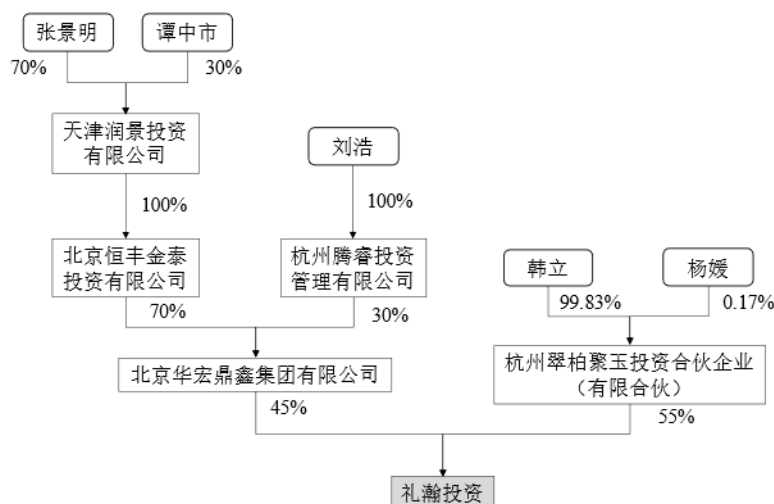 张景明
谭中市
70%
30%
天津润景投资
有限公司
刘浩
100%
100%
北京恒丰金泰
投资有限公司
杭州腾睿投资
管理有限公司
韩立
杨媛
99.83%
0.17%
70%
30%
北京华宏鼎鑫集团有限公司
杭州翠柏聚玉投资合伙企业
（有限合伙）
45%
55%
礼瀚投资